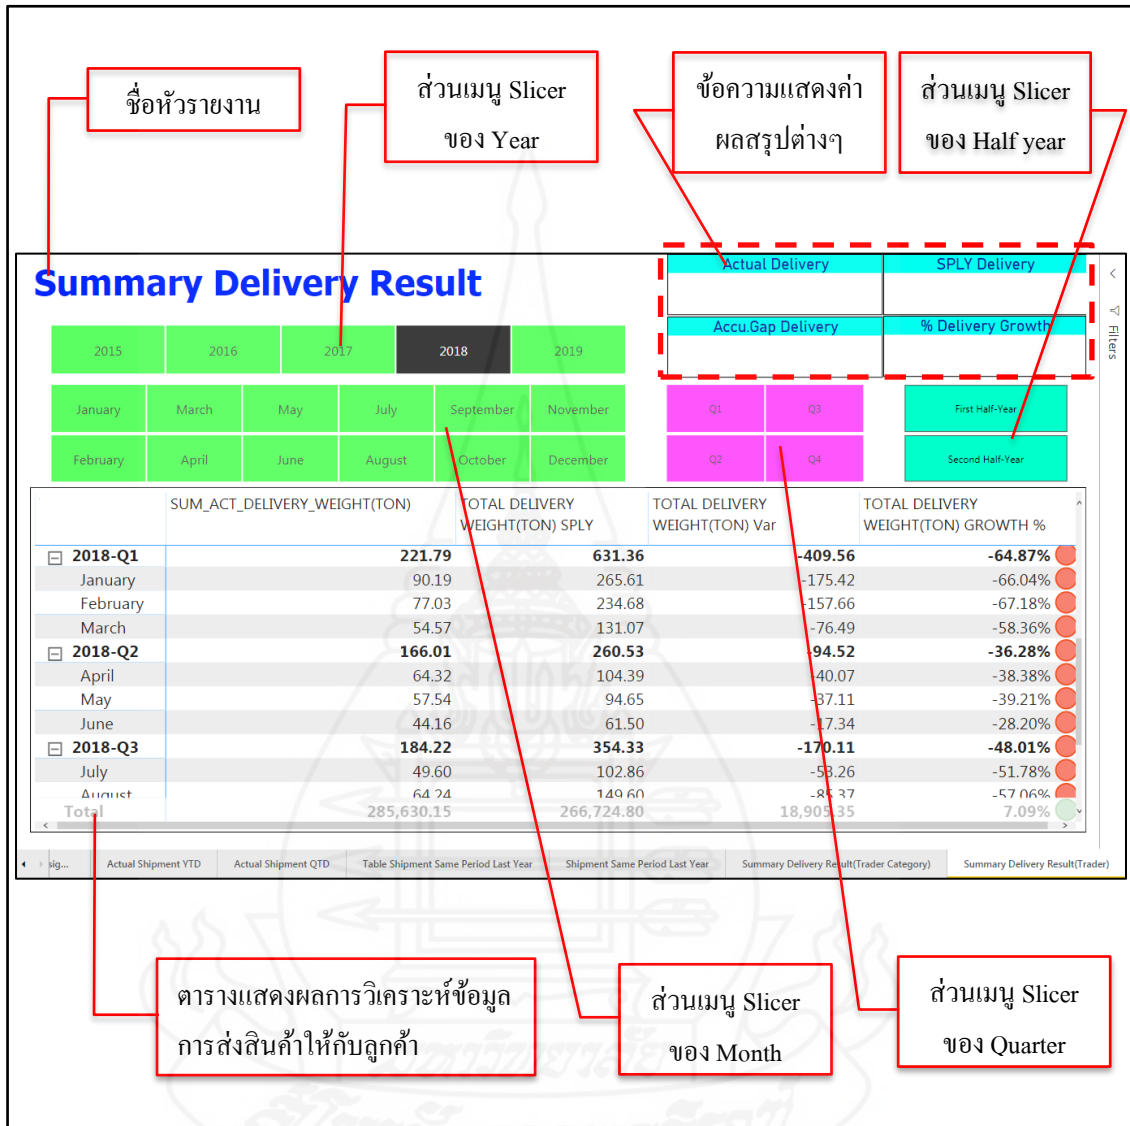 ชื่อหัวรายงาน
ส่วนเมนู Slicer
ของ Year
ข้อความแสดงค่า
ผลสรุปต่างๆ
ส่วนเมนู Slicer
ของ Half year
Summary Delivery Result
Actual Delivery SPLY Delivery
Accu.Gap Delivery % Delivery Growth
Filters
2015 2016 2017 2018 2019
January March May July September November
February April June August October December
Q1 Q3
Q2 Q4
First Half-Year
Second Half-Year
SUM_ACT_DELIVERY_WEIGHT(TON) TOTAL DELIVERY TOTAL DELIVERY TOTAL DELIVERY
WEIGHT(TON) SPLY WEIGHT(TON) Var WEIGHT(TON) GROWTH %
2018-Q1 221.79 631.36 -409.56 -64.87%
January 90.19 265.61 -175.42 -66.04%
February 77.03 234.68 -157.66 -67.18%
March 54.57 131.07 -76.49 -58.36%
2018-Q2 166.01 260.53 -94.52 -36.28%
April 64.32 104.39 -40.07 -38.38%
May 57.54 94.65 -37.11 -39.21%
June 44.16 61.50 -17.34 -28.20%
2018-Q3 184.22 354.33 -170.11 -48.01%
July 49.60 102.86 -53.26 -51.78%
August 64.24 149.60 -85.37 -57.06%
Total 285,630.15 266,724.80 18,905.35 7.09%
sig... Actual Shipment YTD Actual Shipment QTD Table Shipment Same Period Last Year Shipment Same Period Last Year Summary Delivery Result(Trader Category) Summary Delivery Result(Trader)
ตารางแสดงผลการวิเคราะห์ข้อมูล
การส่งสินค้าให้กับลูกค้า
ส่วนเมนู Slicer
ของ Month
ส่วนเมนู Slicer
ของ Quarter